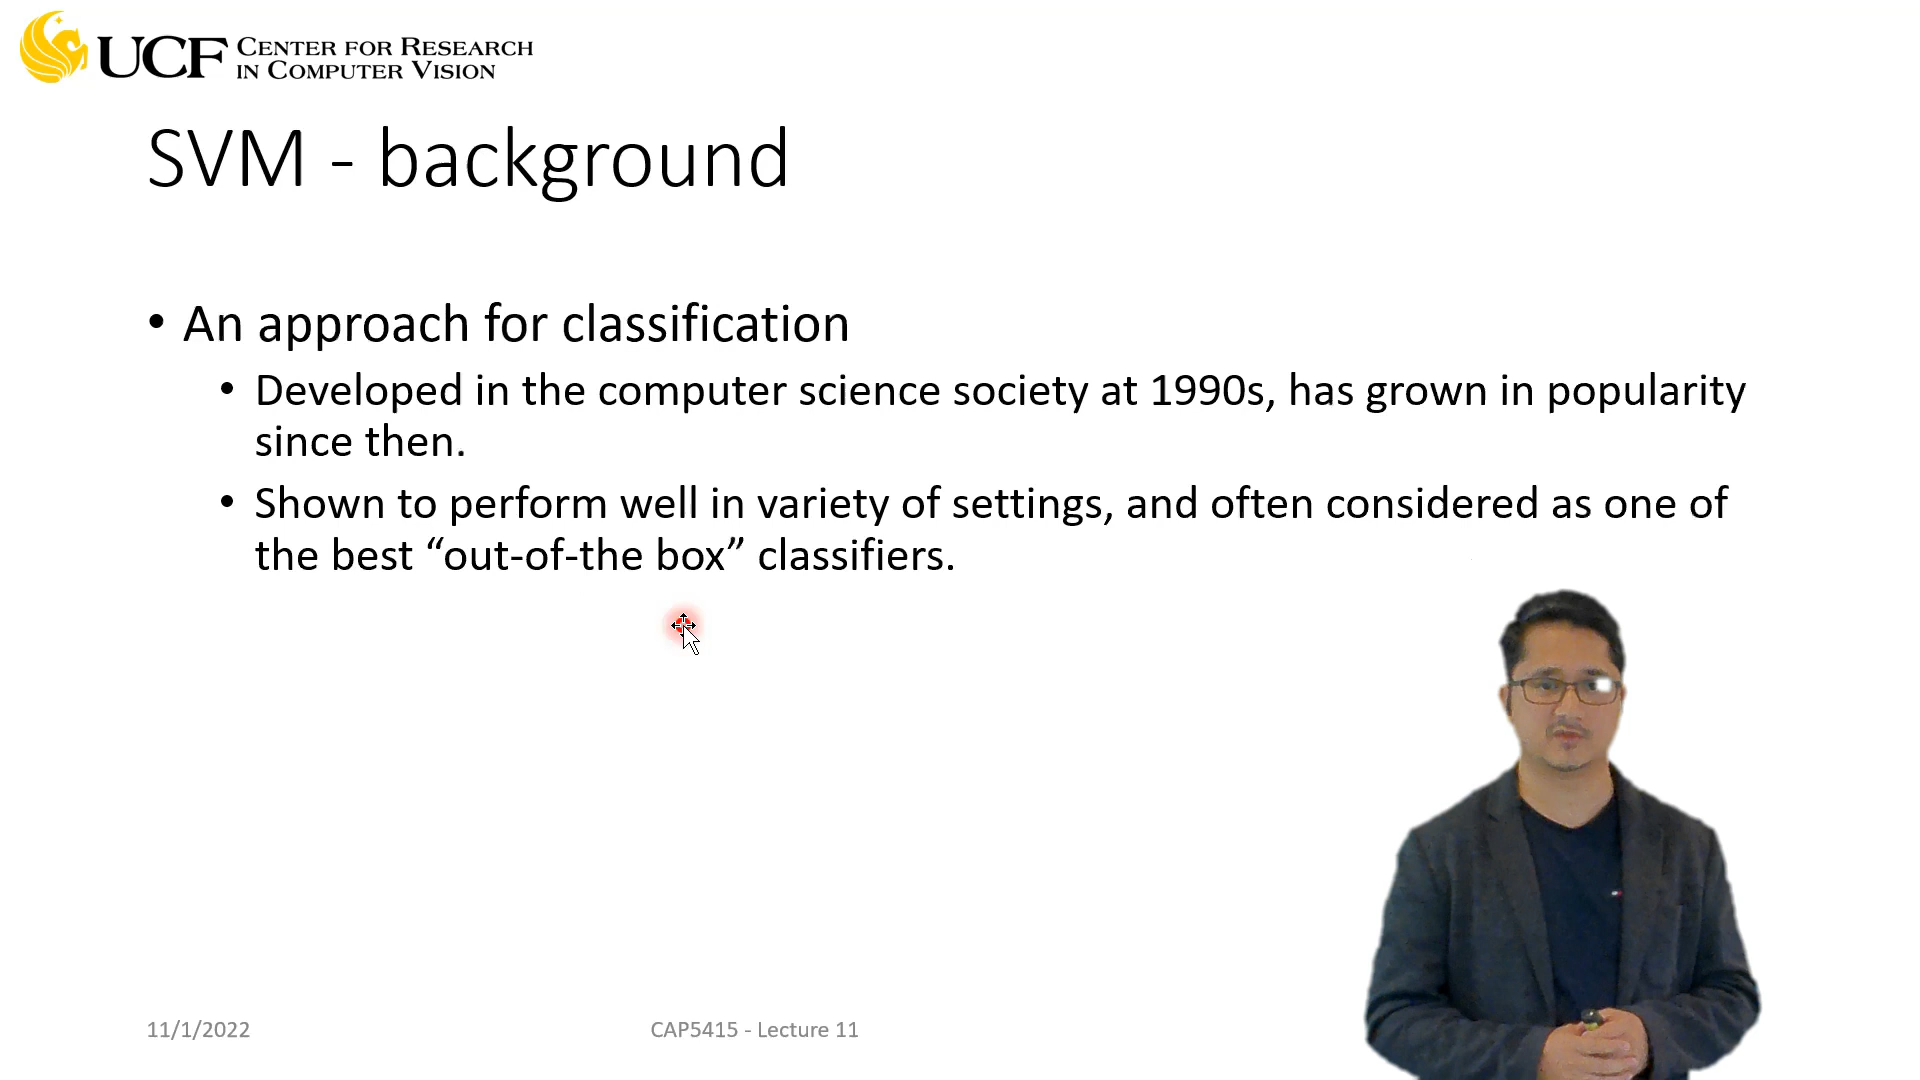 UCF CENTER FOR RESEARCH
IN COMPUTER VISION
SVM - background
• An approach for classification
• Developed in the computer science society at 1990s, has grown in popularity
since then.
• Shown to perform well in variety of settings, and often considered as one of
the best “out-of-the box” classifiers.
11/1/2022
CAP5415 - Lecture 11